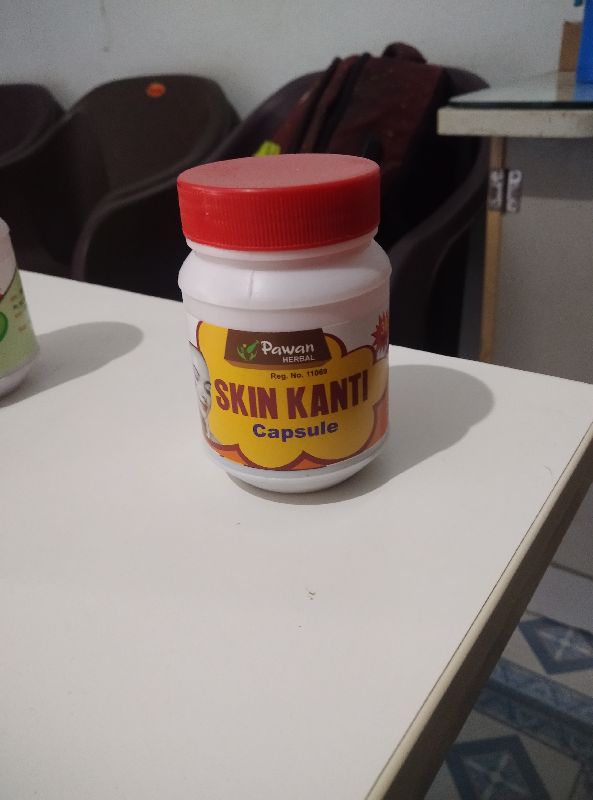 Pawan
HERBAL
Reg. No. 11069
SKIN KANTI
Capsule